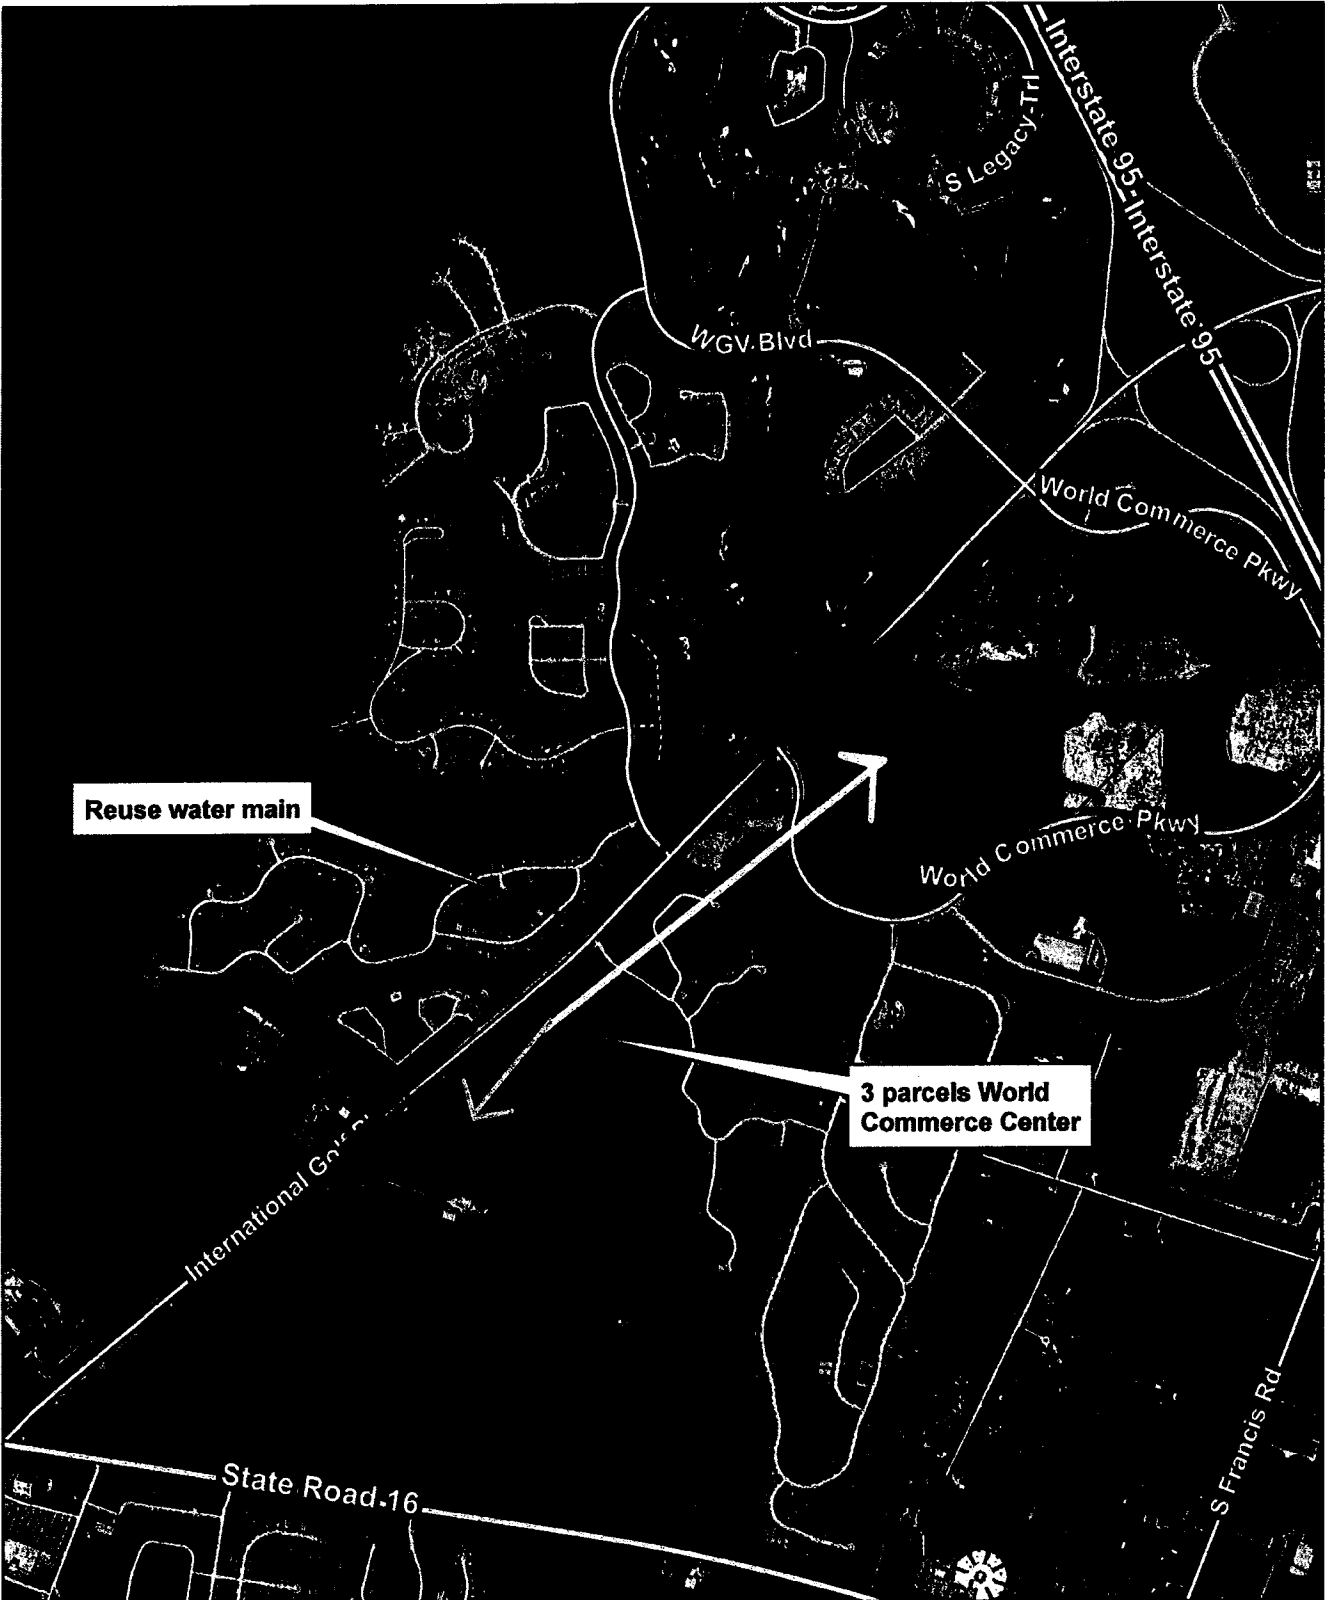 Interstate 95
Interstate 95
S Legacy Trl
WGV Blvd
World Commerce Pkwy
Reuse water main
World Commerce Pkwy
3 parcels World
Commerce Center
International Golf
State Road 16
S Francis Rd